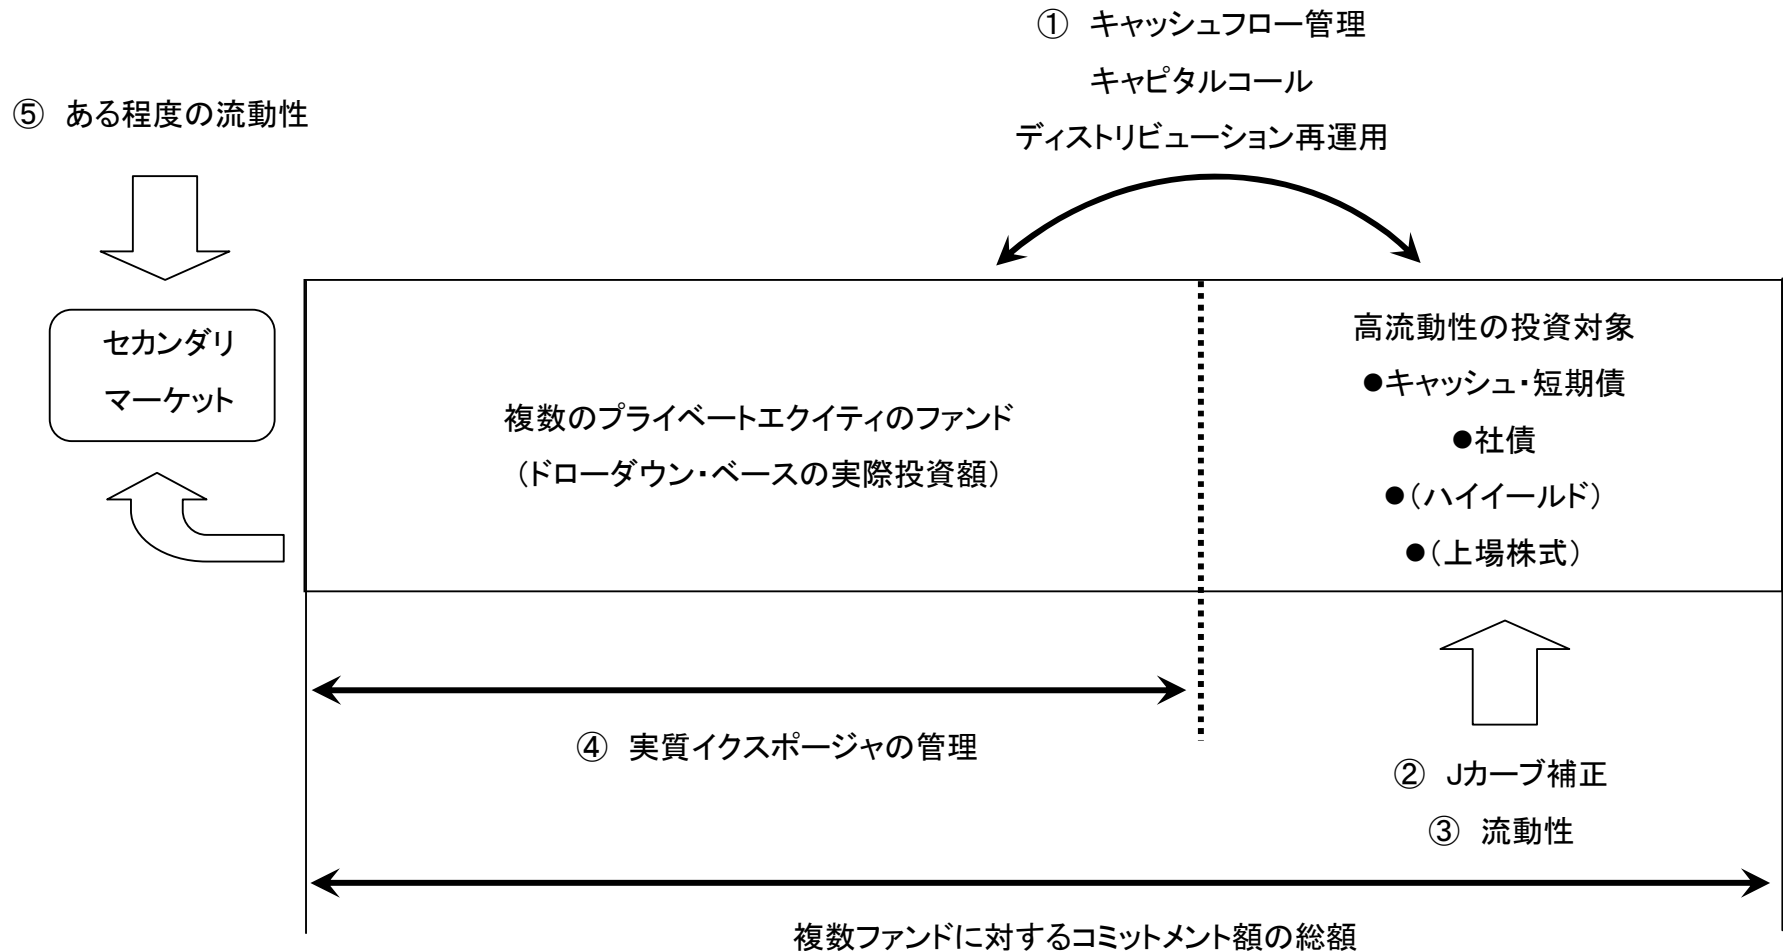 ① キャッシュフロー管理
キャピタルコール
ディストリビューション再運用
⑤ ある程度の流動性
セカンダリ
マーケット
複数のプライベートエクイティのファンド
（ドローダウン・ベースの実際投資額）
高流動性の投資対象
●キャッシュ・短期債
●社債
●（ハイイールド）
●（上場株式）
④ 実質イクスポージャの管理
② Jカーブ補正
③ 流動性
複数ファンドに対するコミットメント額の総額